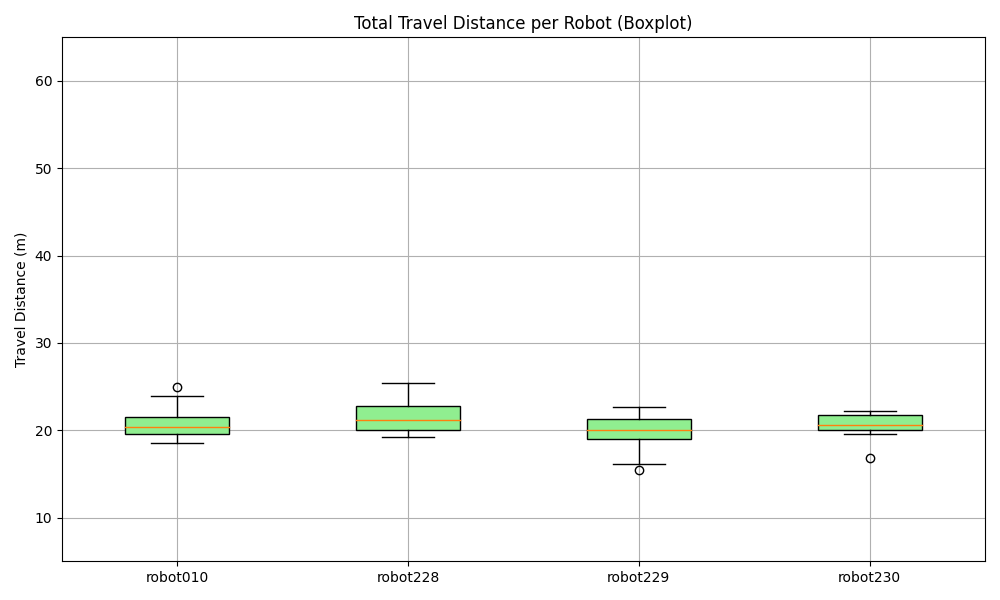 Total Travel Distance per Robot (Boxplot)
Travel Distance (m)
60
50
40
30
20
10
robot010
robot228
robot229
robot230